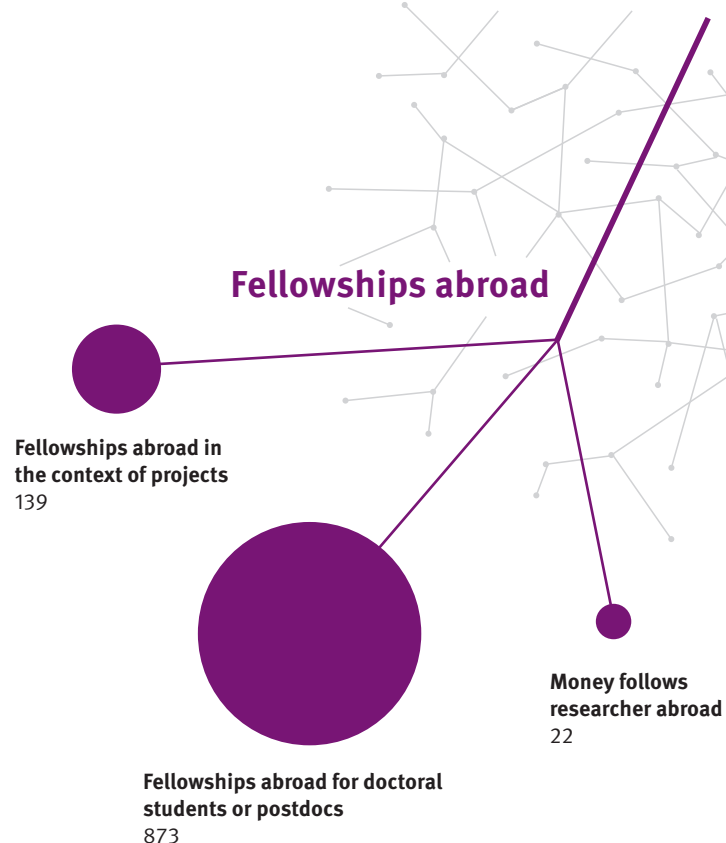 Fellowships abroad
Fellowships abroad in
the context of projects
139
Money follows
researcher abroad
22
Fellowships abroad for doctoral
students or postdocs
873